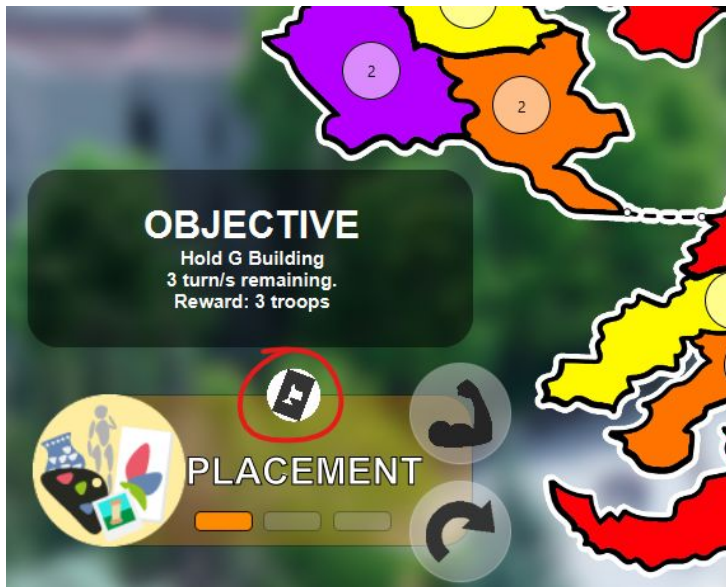 2
2
OBJECTIVE
Hold G Building
3 turn/s remaining.
Reward: 3 troops
PLACEMENT